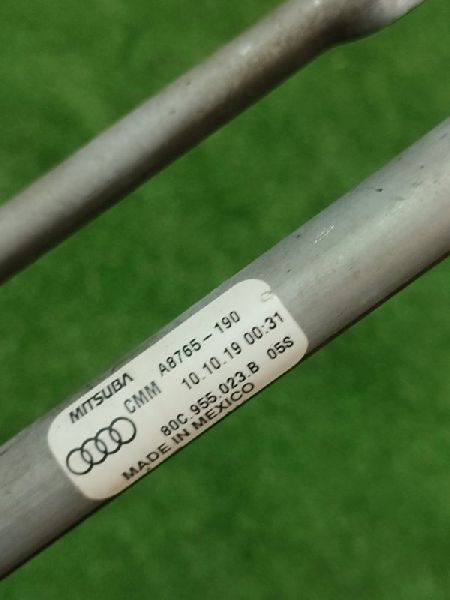 MITSUBA A8765-190
CMM 10.10.19 00:31
80C.955.023.B 05S
MADE IN MEXICO